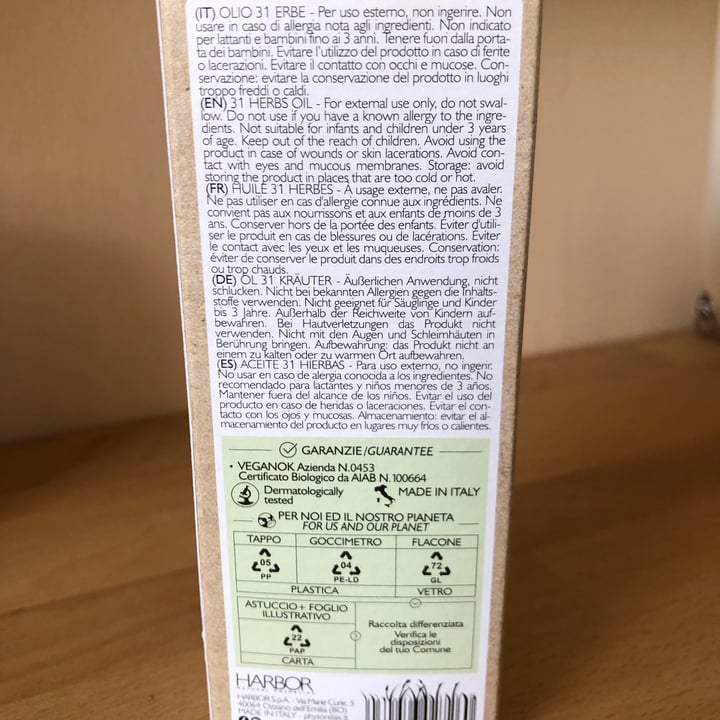 (IT) OLIO 31 ERBE - Per uso esterno, non ingerire. Non
usare in caso di allergia nota agli ingredienti. Non indicato
per lattanti e bambini fino ai 3 anni. Tenere fuori dalla porta-
ta dei bambini. Evitare l'utilizzo del prodotto in caso di ferite
o lacerazioni. Evitare il contatto con occhi e mucose. Con-
servazione: evitare la conservazione del prodotto in luoghi
troppo freddi o caldi.
(EN) 31 HERBS OIL - For external use only, do not swal-
low. Do not use if you have a known allergy to the ingre-
dients. Not suitable for infants and children under 3 years
of age. Keep out of the reach of children. Avoid using the
product in case of wounds or skin lacerations. Avoid con-
tact with eyes and mucous membranes. Storage: avoid
storing the product in places that are too cold or hot.
(FR) HUILE 31 HERBES - À usage externe, ne pas avaler.
Ne pas utiliser en cas d'allergie connue aux ingrédients. Ne
convient pas aux nourrissons et aux enfants de moins de 3
ans. Conserver hors de la portée des enfants. Éviter d'utili-
ser le produit en cas de blessures ou de lacérations. Éviter
le contact avec les yeux et les muqueuses. Conservation:
éviter de conserver le produit dans des endroits trop froids
ou trop chauds.
(DE) ÖL 31 KRÄUTER - Äußerlichen Anwendung, nicht
schlucken. Nicht bei bekannten Allergien gegen die Inhalts-
stoffe verwenden. Nicht geeignet für Säuglinge und Kinder
bis 3 Jahre. Außerhalb der Reichweite von Kindern auf-
bewahren. Bei Hautverletzungen das Produkt nicht
verwenden. Nicht mit den Augen und Schleimhäuten in
Berührung bringen. Aufbewahrung: das Produkt nicht an
einem zu kalten oder zu warmen Ort aufbewahren.
(ES) ACEITE 31 HIERBAS - Para uso externo, no ingerir.
No usar en caso de alergia conocida a los ingredientes. No
recomendado para lactantes y niños menores de 3 años.
Mantener fuera del alcance de los niños. Evitar el uso del
producto en caso de heridas o laceraciones. Evitar el con-
tacto con los ojos y mucosas. Almacenamiento: evitar el al-
macenamiento del producto en lugares muy fríos o calientes.
GARANZIE/GUARANTEE
• VEGANOK Azienda N.0453
Certificato Biologico da AIAB N. 100664
Dermatologically
tested
MADE IN ITALY
PER NOI ED IL NOSTRO PIANETA
FOR US AND OUR PLANET
TAPPO GOCCIMETRO FLACONE
05 04 72
PP PE-LD GL
PLASTICA VETRO
ASTUCCIO + FOGLIO
ILLUSTRATIVO
22
PAP
CARTA
Raccolta differenziata
Verifica le
disposizioni
del tuo Comune
HARBOR
HARBOR S.p.A. - Via Marie Curie, 5
40064 Ozzano dell'Emilia (BO)
MADE IN ITALY - phytorelax.it